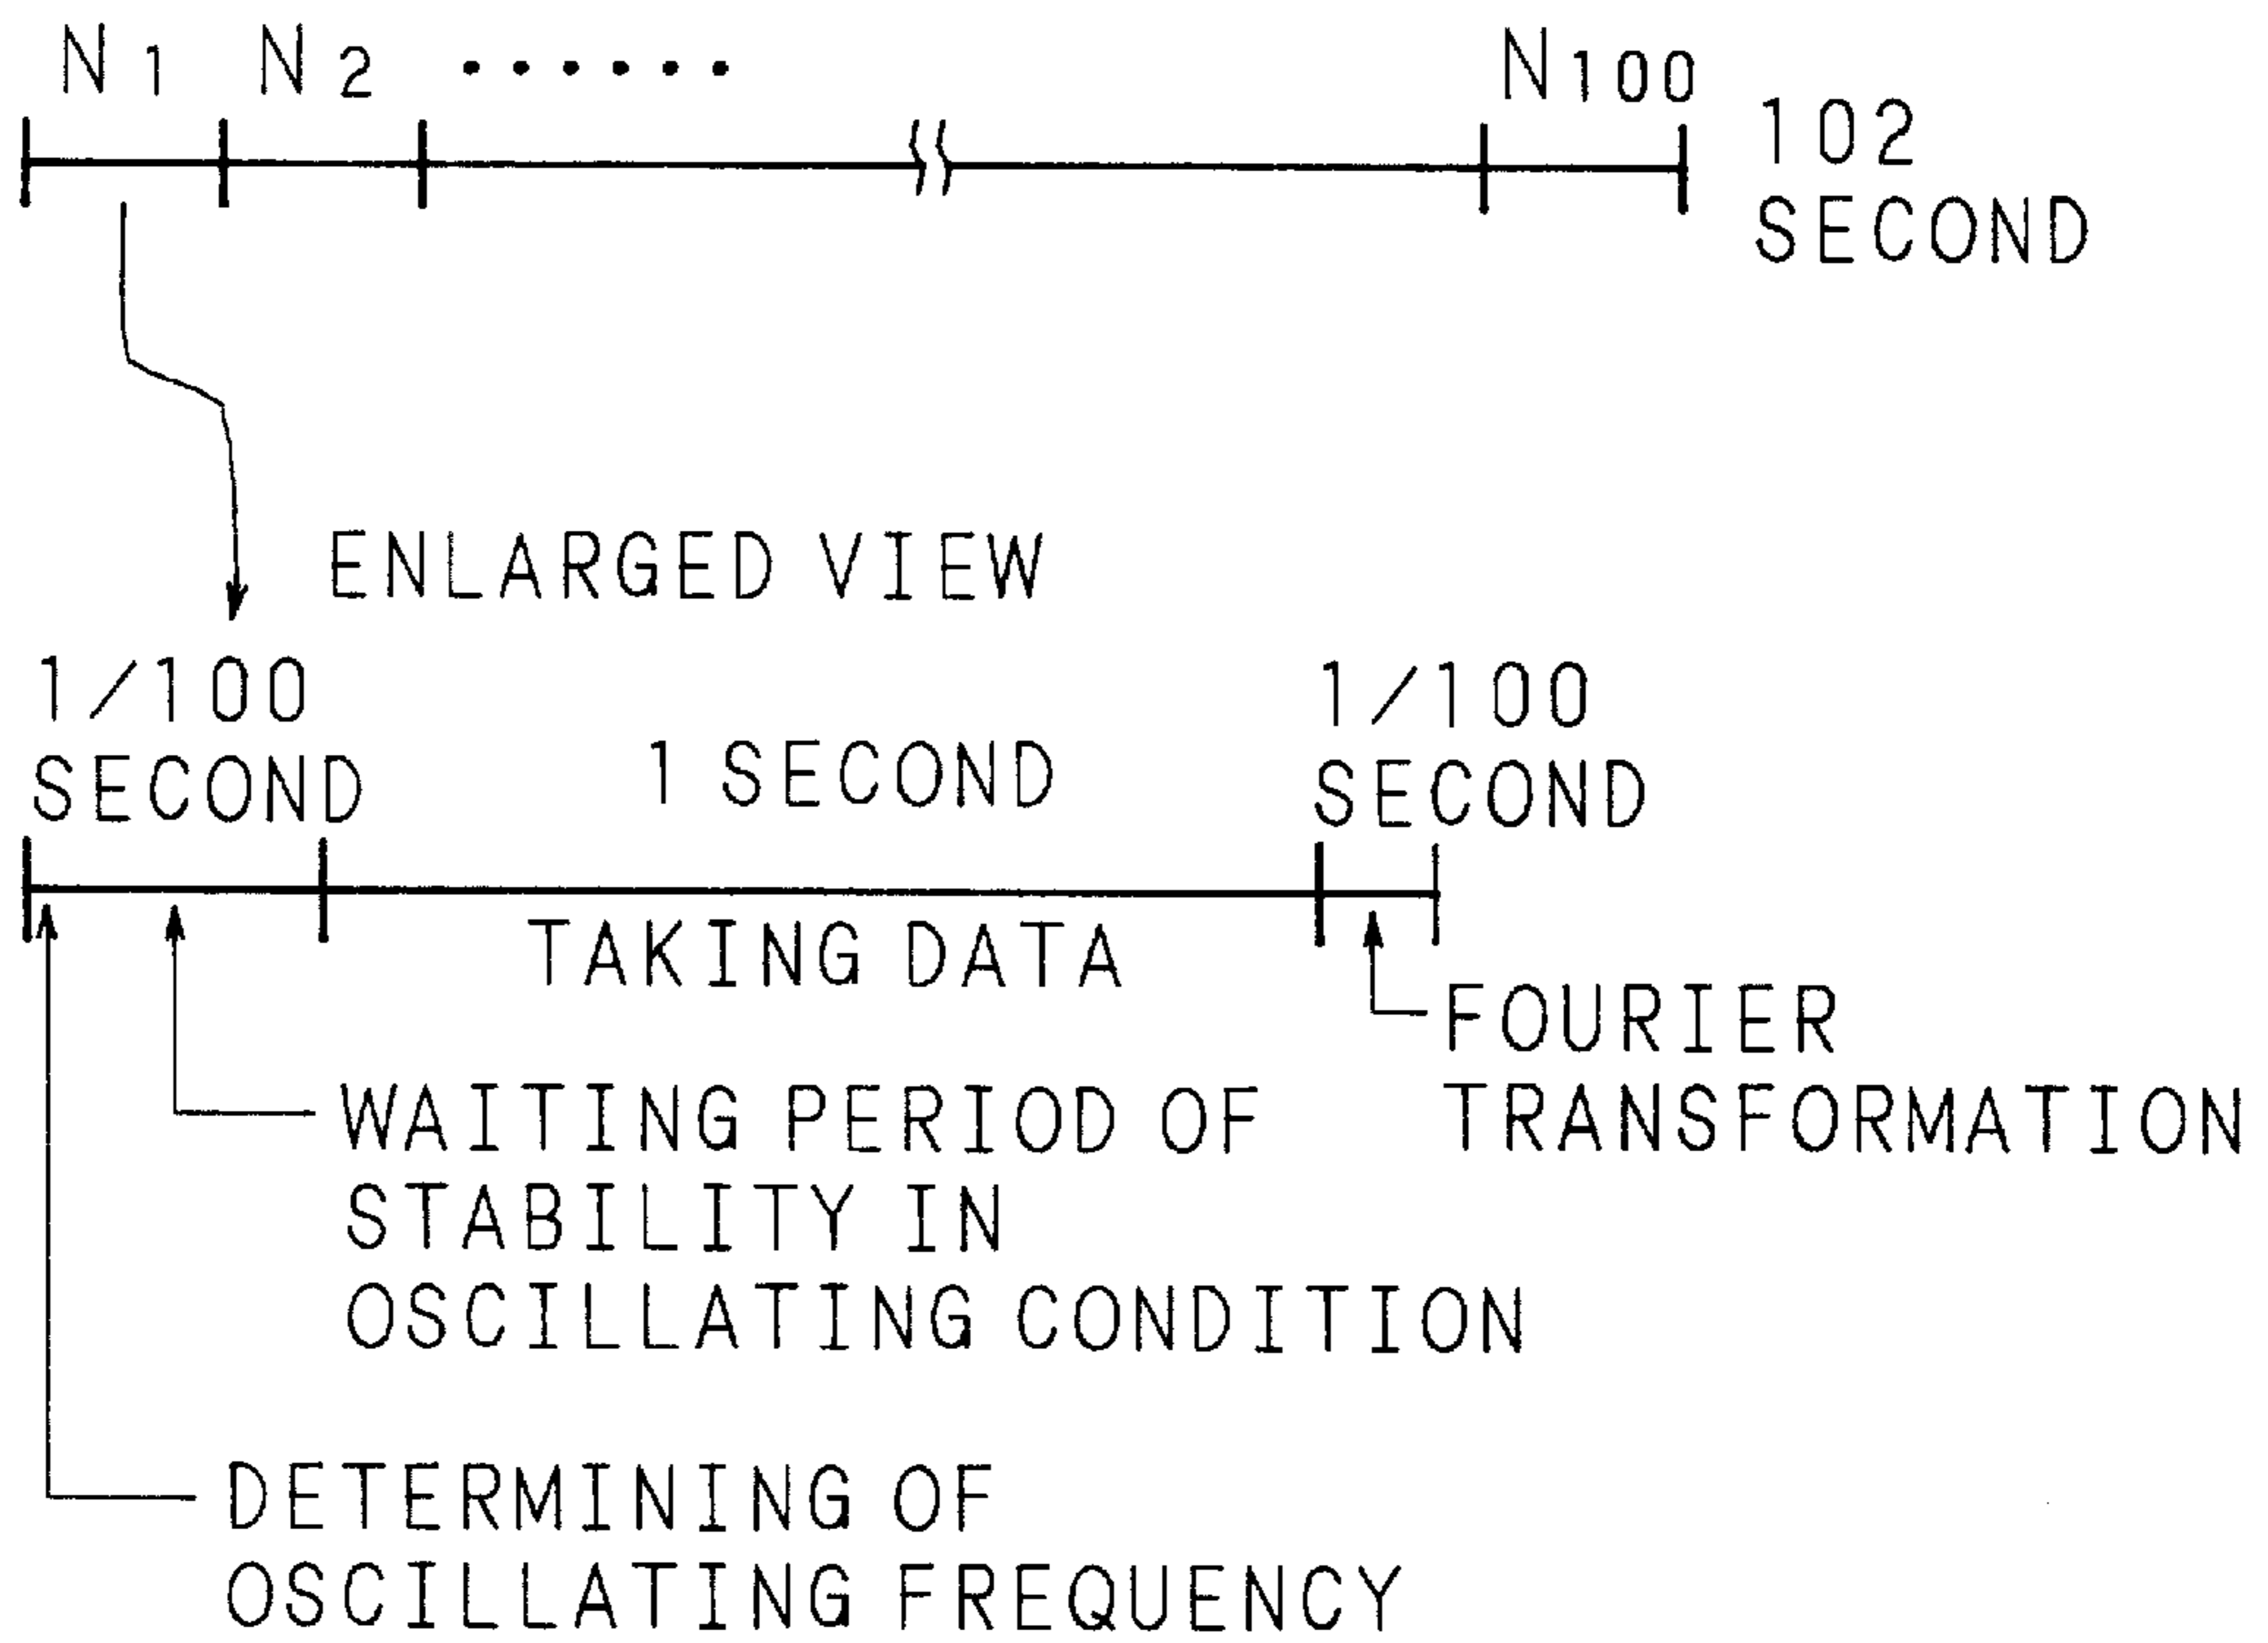 N1 N2 ...... N100
102
SECOND
ENLARGED VIEW
1/100
SECOND
1 SECOND
1/100
SECOND
TAKING DATA
FOURIER
TRANSFORMATION
WAITING PERIOD OF
STABILITY IN
OSCILLATING CONDITION
DETERMINING OF
OSCILLATING FREQUENCY